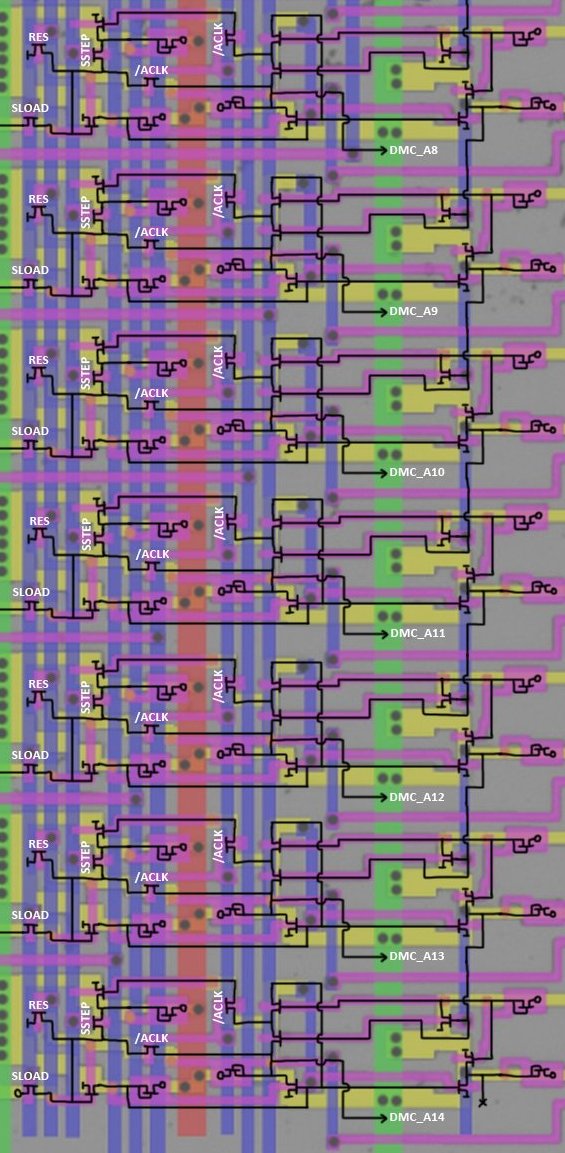 RES
SSTEP
/ACLK
/ACLK
SLOAD
DMC_A8
RES
SSTEP
/ACLK
/ACLK
SLOAD
DMC_A9
RES
SSTEP
/ACLK
/ACLK
SLOAD
DMC_A10
RES
SSTEP
/ACLK
/ACLK
SLOAD
DMC_A11
RES
SSTEP
/ACLK
/ACLK
SLOAD
DMC_A12
RES
SSTEP
/ACLK
/ACLK
SLOAD
DMC_A13
RES
SSTEP
/ACLK
/ACLK
SLOAD
DMC_A14